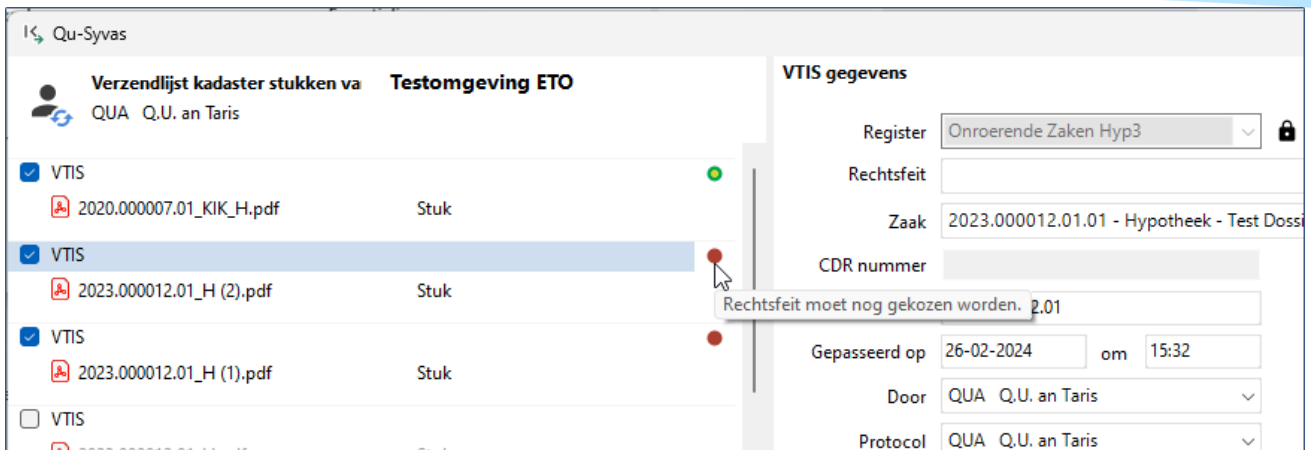 Qu-Syvas
Verzendlijst kadaster stukken va
Testomgeving ETO
QUA Q.U. an Taris
VTIS
2020.000007.01_KIK_H.pdf Stuk
VTIS
2023.000012.01_H (2).pdf Stuk
VTIS
2023.000012.01_H (1).pdf Stuk
VTIS
VTIS gegevens
Register Onroerende Zaken Hyp3
Rechtsfeit
Zaak 2023.000012.01.01 - Hypotheek - Test Dossi
CDR nummer
Rechtsfeit moet nog gekozen worden.
2.01
Gepasseerd op 26-02-2024 om 15:32
Door QUA Q.U. an Taris
Protocol QUA Q.U. an Taris